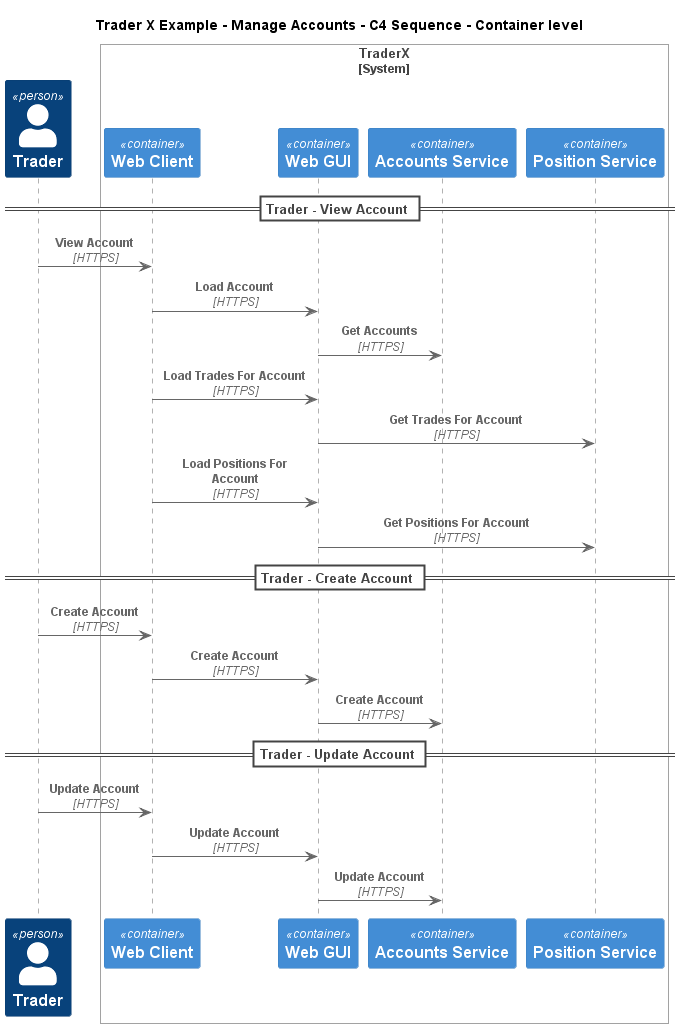 Trader X Example - Manage Accounts - C4 Sequence - Container level
TraderX
[System]
«person»
Trader
«container»
Web Client
«container»
Web GUI
«container»
Accounts Service
«container»
Position Service
Trader - View Account
View Account
[HTTPS]
Load Account
[HTTPS]
Get Accounts
[HTTPS]
Load Trades For Account
[HTTPS]
Get Trades For Account
[HTTPS]
Load Positions For
Account
[HTTPS]
Get Positions For Account
[HTTPS]
Trader - Create Account
Create Account
[HTTPS]
Create Account
[HTTPS]
Create Account
[HTTPS]
Trader - Update Account
Update Account
[HTTPS]
Update Account
[HTTPS]
Update Account
[HTTPS]
«person»
Trader
«container»
Web Client
«container»
Web GUI
«container»
Accounts Service
«container»
Position Service